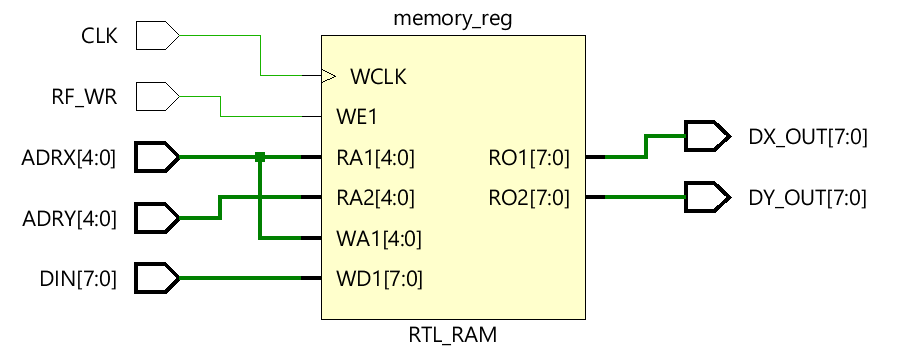 memory_reg
CLK
WCLK
RF_WR
WE1
ADRX[4:0]
RA1[4:0]
RO1[7:0]
DX_OUT[7:0]
ADRY[4:0]
RA2[4:0]
RO2[7:0]
DY_OUT[7:0]
WA1[4:0]
DIN[7:0]
WD1[7:0]
RTL_RAM